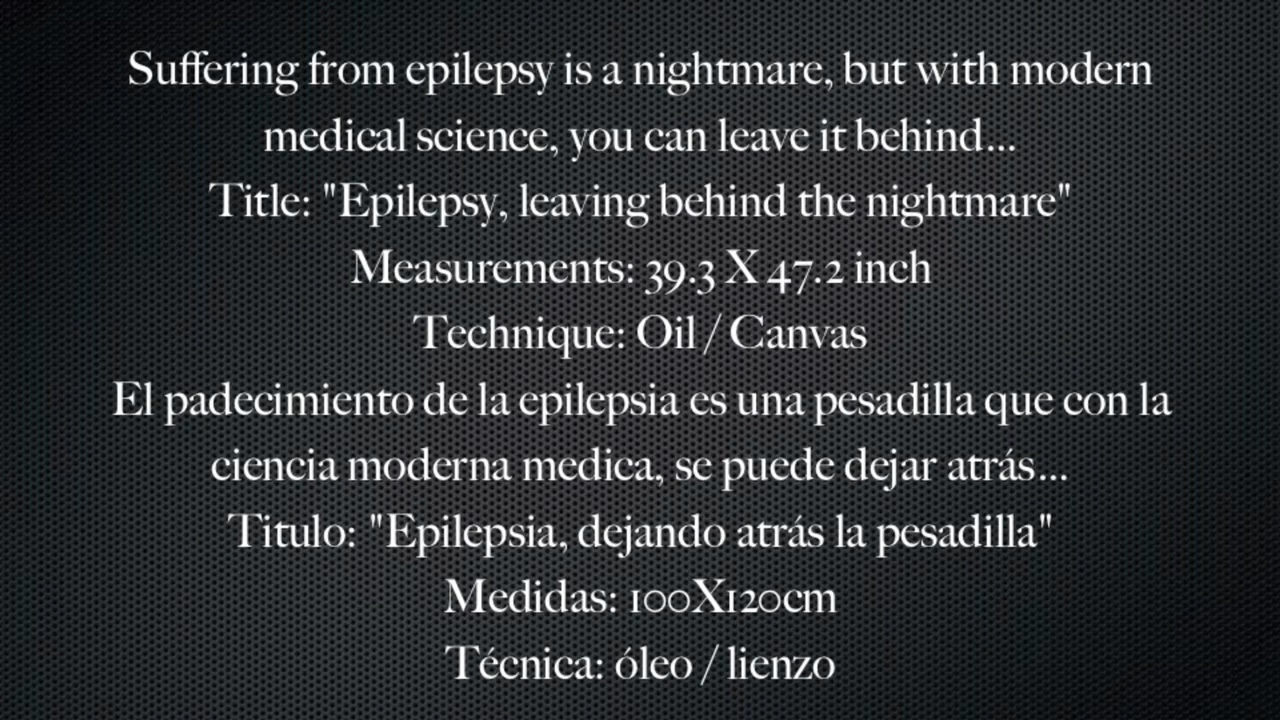 Suffering from epilepsy is a nightmare, but with modern
medical science, you can leave it behind...
Title: "Epilepsy, leaving behind the nightmare"
Measurements: 39.3 X 47.2 inch
Technique: Oil / Canvas
El padecimiento de la epilepsia es una pesadilla que con la
ciencia moderna medica, se puede dejar atrás...
Titulo: "Epilepsia, dejando atrás la pesadilla"
Medidas: 100X120cm
Técnica: óleo / lienzo